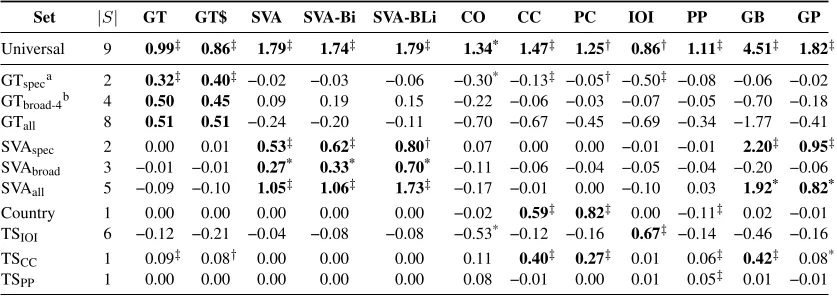 Set |S| GT GT$ SVA SVA-Bi SVA-BLi CO CC PC IOI PP GB GP
Universal 9 0.99‡ 0.86‡ 1.79‡ 1.74‡ 1.79‡ 1.34* 1.47‡ 1.25† 0.86† 1.11‡ 4.51‡ 1.82‡
GTspecᵃ 2 0.32‡ 0.40‡ −0.02 −0.03 −0.06 −0.30* −0.13‡ −0.05† −0.50‡ −0.08 −0.06 −0.02
GTbroad-4ᵇ 4 0.50 0.45 0.09 0.19 0.15 −0.22 −0.06 −0.03 −0.07 −0.05 −0.70 −0.18
GTall 8 0.51 0.51 −0.24 −0.20 −0.11 −0.70 −0.67 −0.45 −0.69 −0.34 −1.77 −0.41
SVAspec 2 0.00 0.01 0.53‡ 0.62‡ 0.80† 0.07 0.00 0.00 −0.01 −0.01 2.20‡ 0.95‡
SVAbroad 3 −0.01 −0.01 0.27* 0.33* 0.70* −0.11 −0.06 −0.04 −0.05 −0.04 −0.20 −0.06
SVAall 5 −0.09 −0.10 1.05‡ 1.06‡ 1.73‡ −0.17 −0.01 0.00 −0.10 0.03 1.92* 0.82*
Country 1 0.00 0.00 0.00 0.00 0.00 −0.02 0.59‡ 0.82‡ 0.00 −0.11‡ 0.02 −0.01
TSIOI 6 −0.12 −0.21 −0.04 −0.08 −0.08 −0.53* −0.12 −0.16 0.67‡ −0.14 −0.46 −0.16
TSCC 1 0.09‡ 0.08† 0.00 0.00 0.00 0.11 0.40‡ 0.27‡ 0.01 0.06‡ 0.42‡ 0.08*
TSPP 1 0.00 0.00 0.00 0.00 0.00 0.08 −0.01 0.00 0.01 0.05‡ 0.01 −0.01